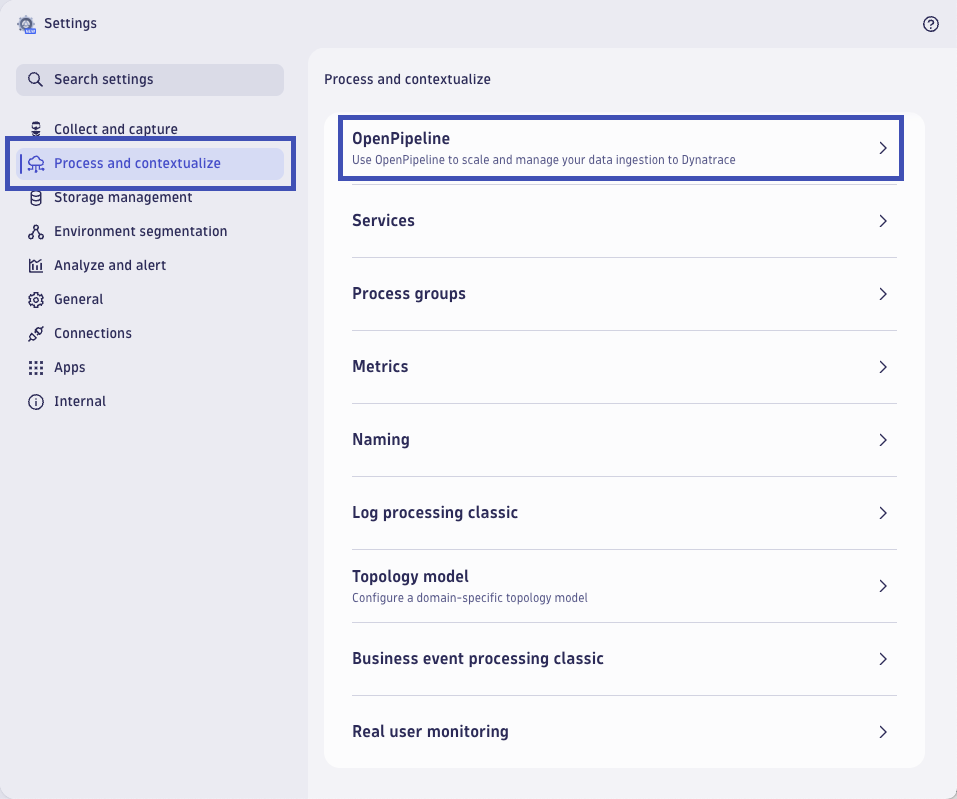 Settings
Search settings
Collect and capture
Process and contextualize
Storage management
Environment segmentation
Analyze and alert
General
Connections
Apps
Internal
Process and contextualize
OpenPipeline
Use OpenPipeline to scale and manage your data ingestion to Dynatrace
Services
Process groups
Metrics
Naming
Log processing classic
Topology model
Configure a domain-specific topology model
Business event processing classic
Real user monitoring